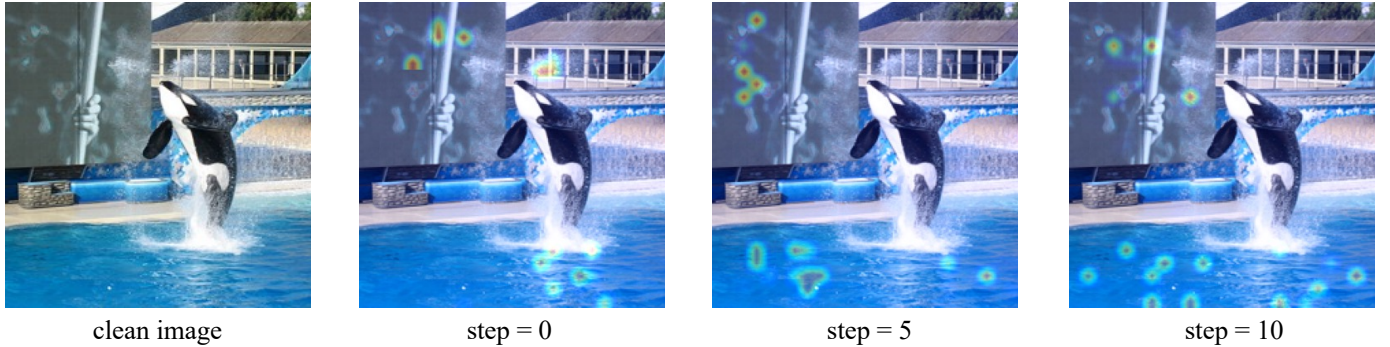 clean image
step = 0
step = 5
step = 10